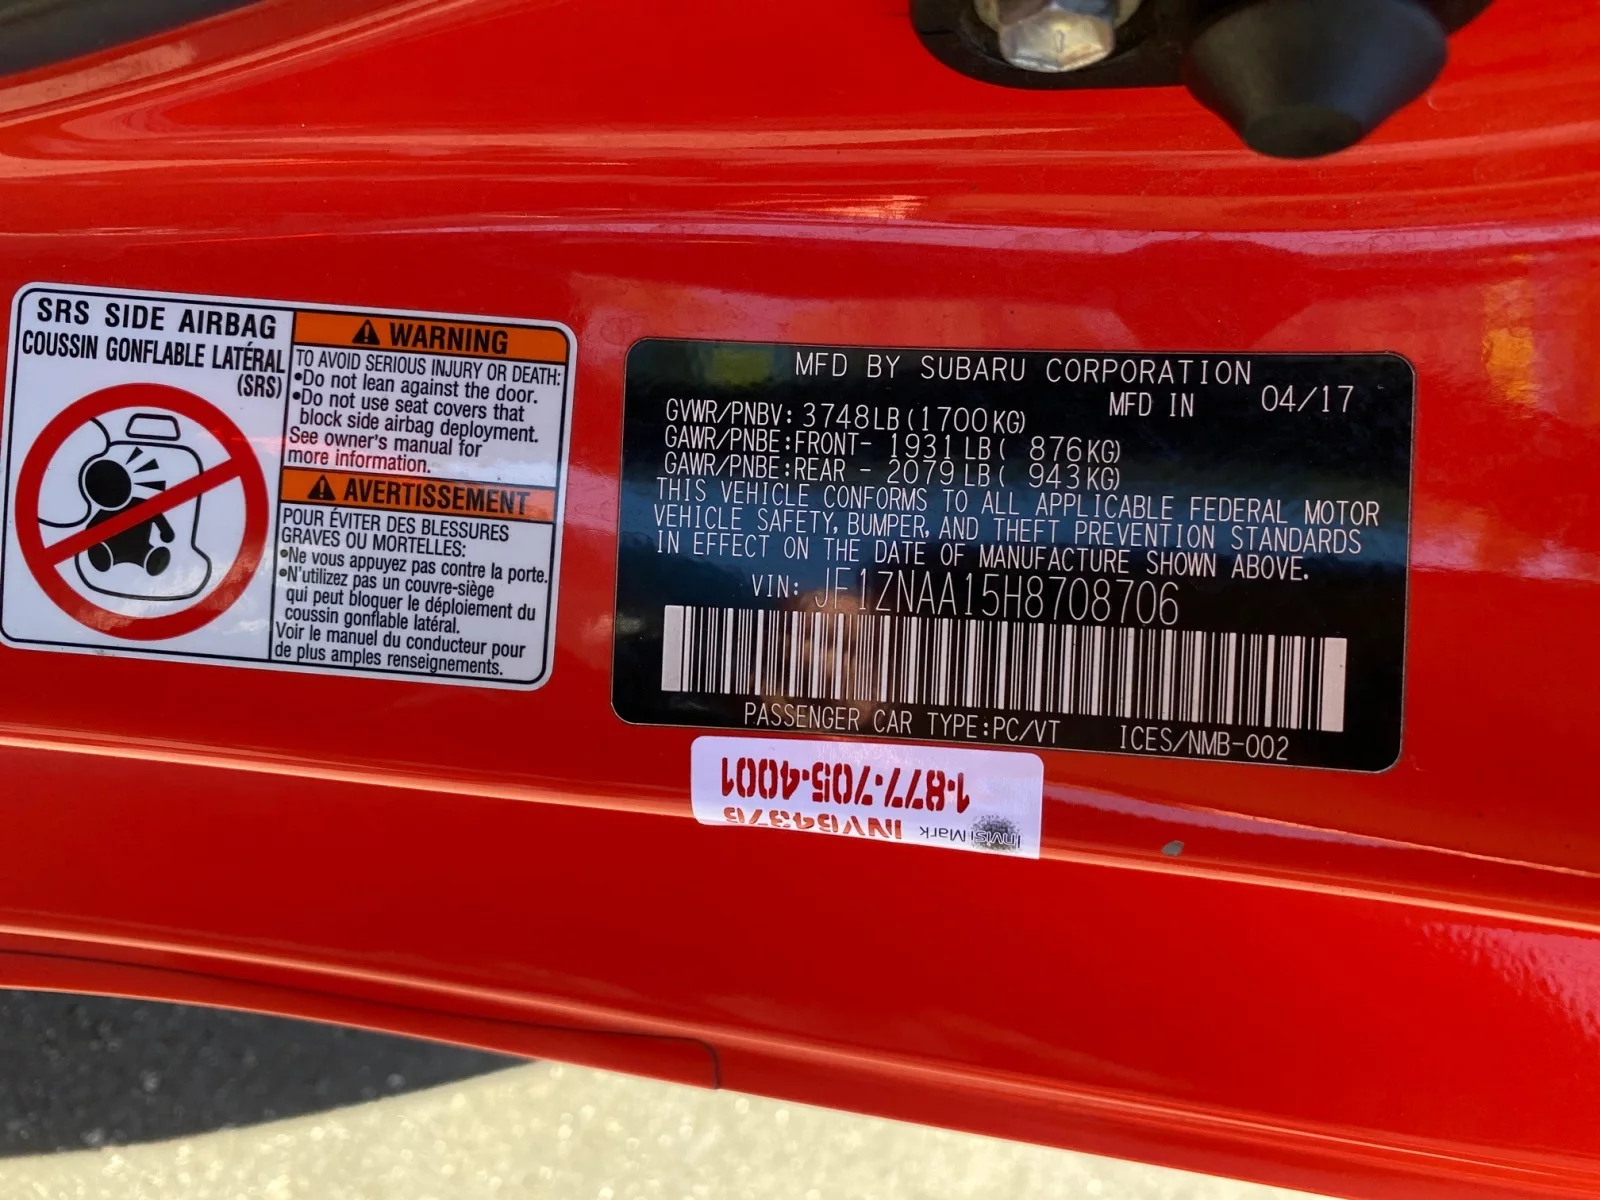 SRS SIDE AIRBAG
COUSSIN GONFLABLE LATÉRAL
(SRS)
WARNING
TO AVOID SERIOUS INJURY OR DEATH:
•Do not lean against the door.
•Do not use seat covers that
block side airbag deployment.
See owner's manual for
more information.
AVERTISSEMENT
POUR ÉVITER DES BLESSURES
GRAVES OU MORTELLES:
•Ne vous appuyez pas contre la porte.
•N'utilizez pas un couvre-siège
qui peut bloquer le déploiement du
coussin gonflable latéral.
Voir le manuel du conducteur pour
de plus amples renseignements.
MFD BY SUBARU CORPORATION
MFD IN 04/17
GVWR/PNBV: 3748LB (1700KG)
GAWR/PNBE:FRONT- 1931 LB ( 876KG)
GAWR/PNBE:REAR - 2079 LB ( 943KG)
THIS VEHICLE CONFORMS TO ALL APPLICABLE FEDERAL MOTOR
VEHICLE SAFETY, BUMPER, AND THEFT PREVENTION STANDARDS
IN EFFECT ON THE DATE OF MANUFACTURE SHOWN ABOVE.
VIN: JF1ZNAA15H8708706
PASSENGER CAR TYPE:PC/VT ICES/NMB-002
InvisiMark
1-877-705-4001